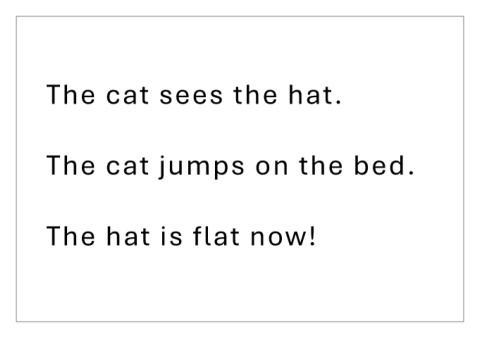 The cat sees the hat.
The cat jumps on the bed.
The hat is flat now!